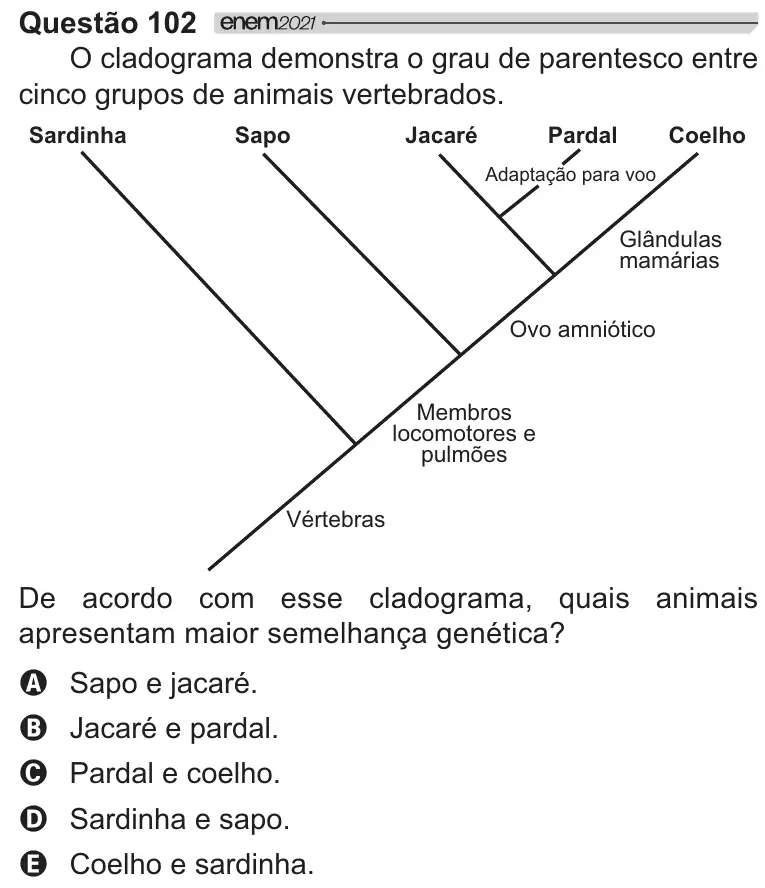 Questão 102 enem2021
O cladograma demonstra o grau de parentesco entre
cinco grupos de animais vertebrados.
Sardinha Sapo Jacaré Pardal Coelho
Adaptação para voo
Glândulas
mamárias
Ovo amniótico
Membros
locomotores e
pulmões
Vértebras
De acordo com esse cladograma, quais animais
apresentam maior semelhança genética?
A Sapo e jacaré.
B Jacaré e pardal.
C Pardal e coelho.
D Sardinha e sapo.
E Coelho e sardinha.